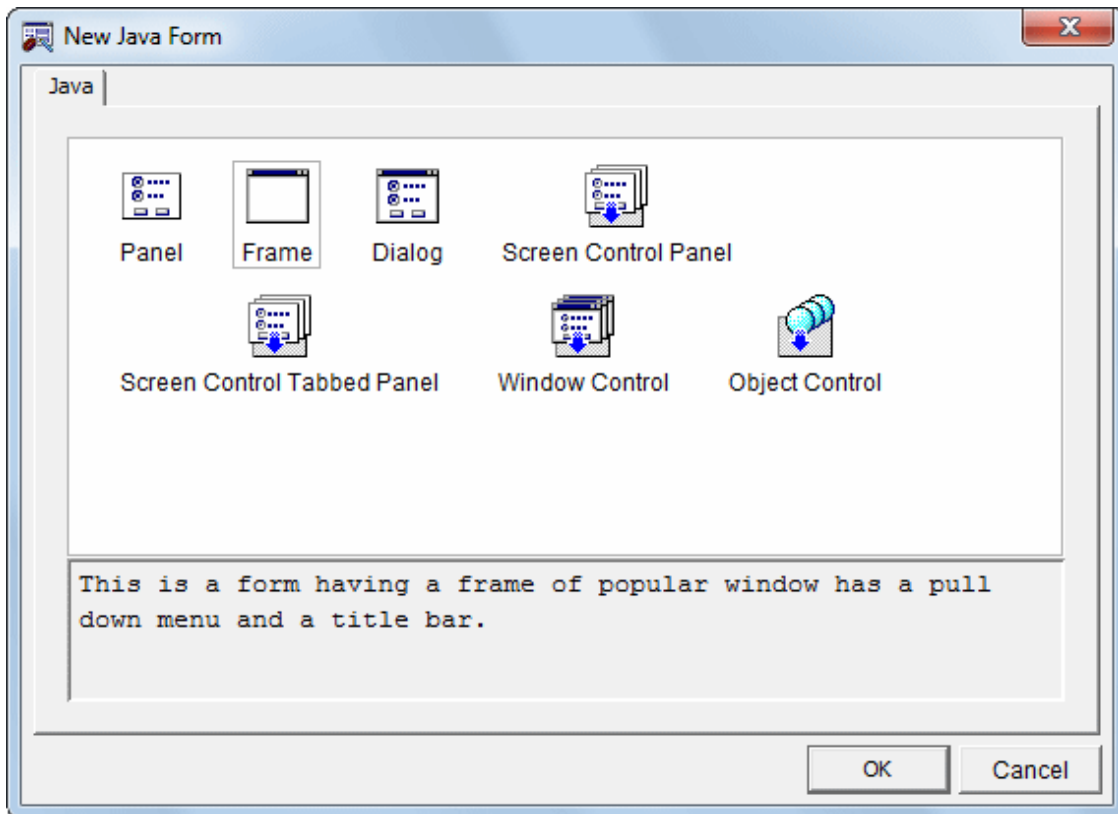 New Java Form
Java
Panel Frame Dialog Screen Control Panel
Screen Control Tabbed Panel Window Control Object Control
This is a form having a frame of popular window has a pull
down menu and a title bar.
OK Cancel